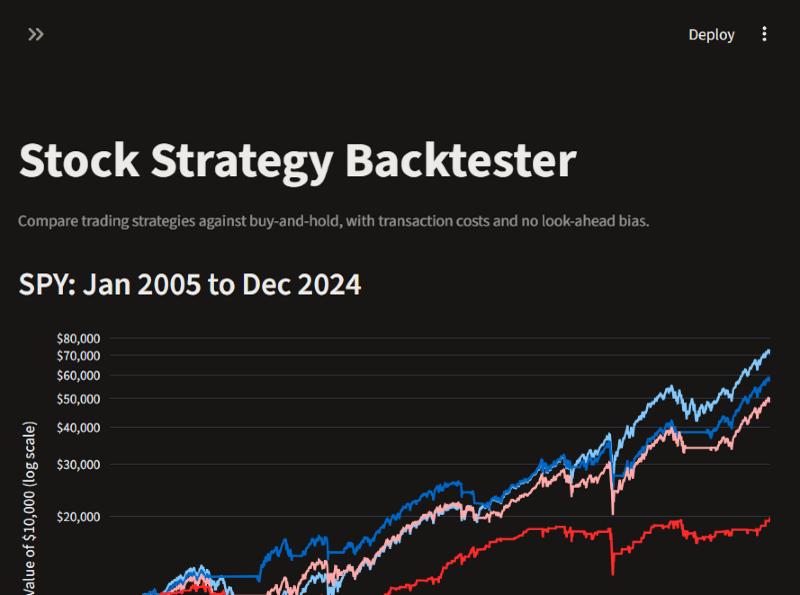 Deploy
Stock Strategy Backtester
Compare trading strategies against buy-and-hold, with transaction costs and no look-ahead bias.
SPY: Jan 2005 to Dec 2024
$80,000
$70,000
$60,000
$50,000
$40,000
$30,000
$20,000
Value of $10,000 (log scale)